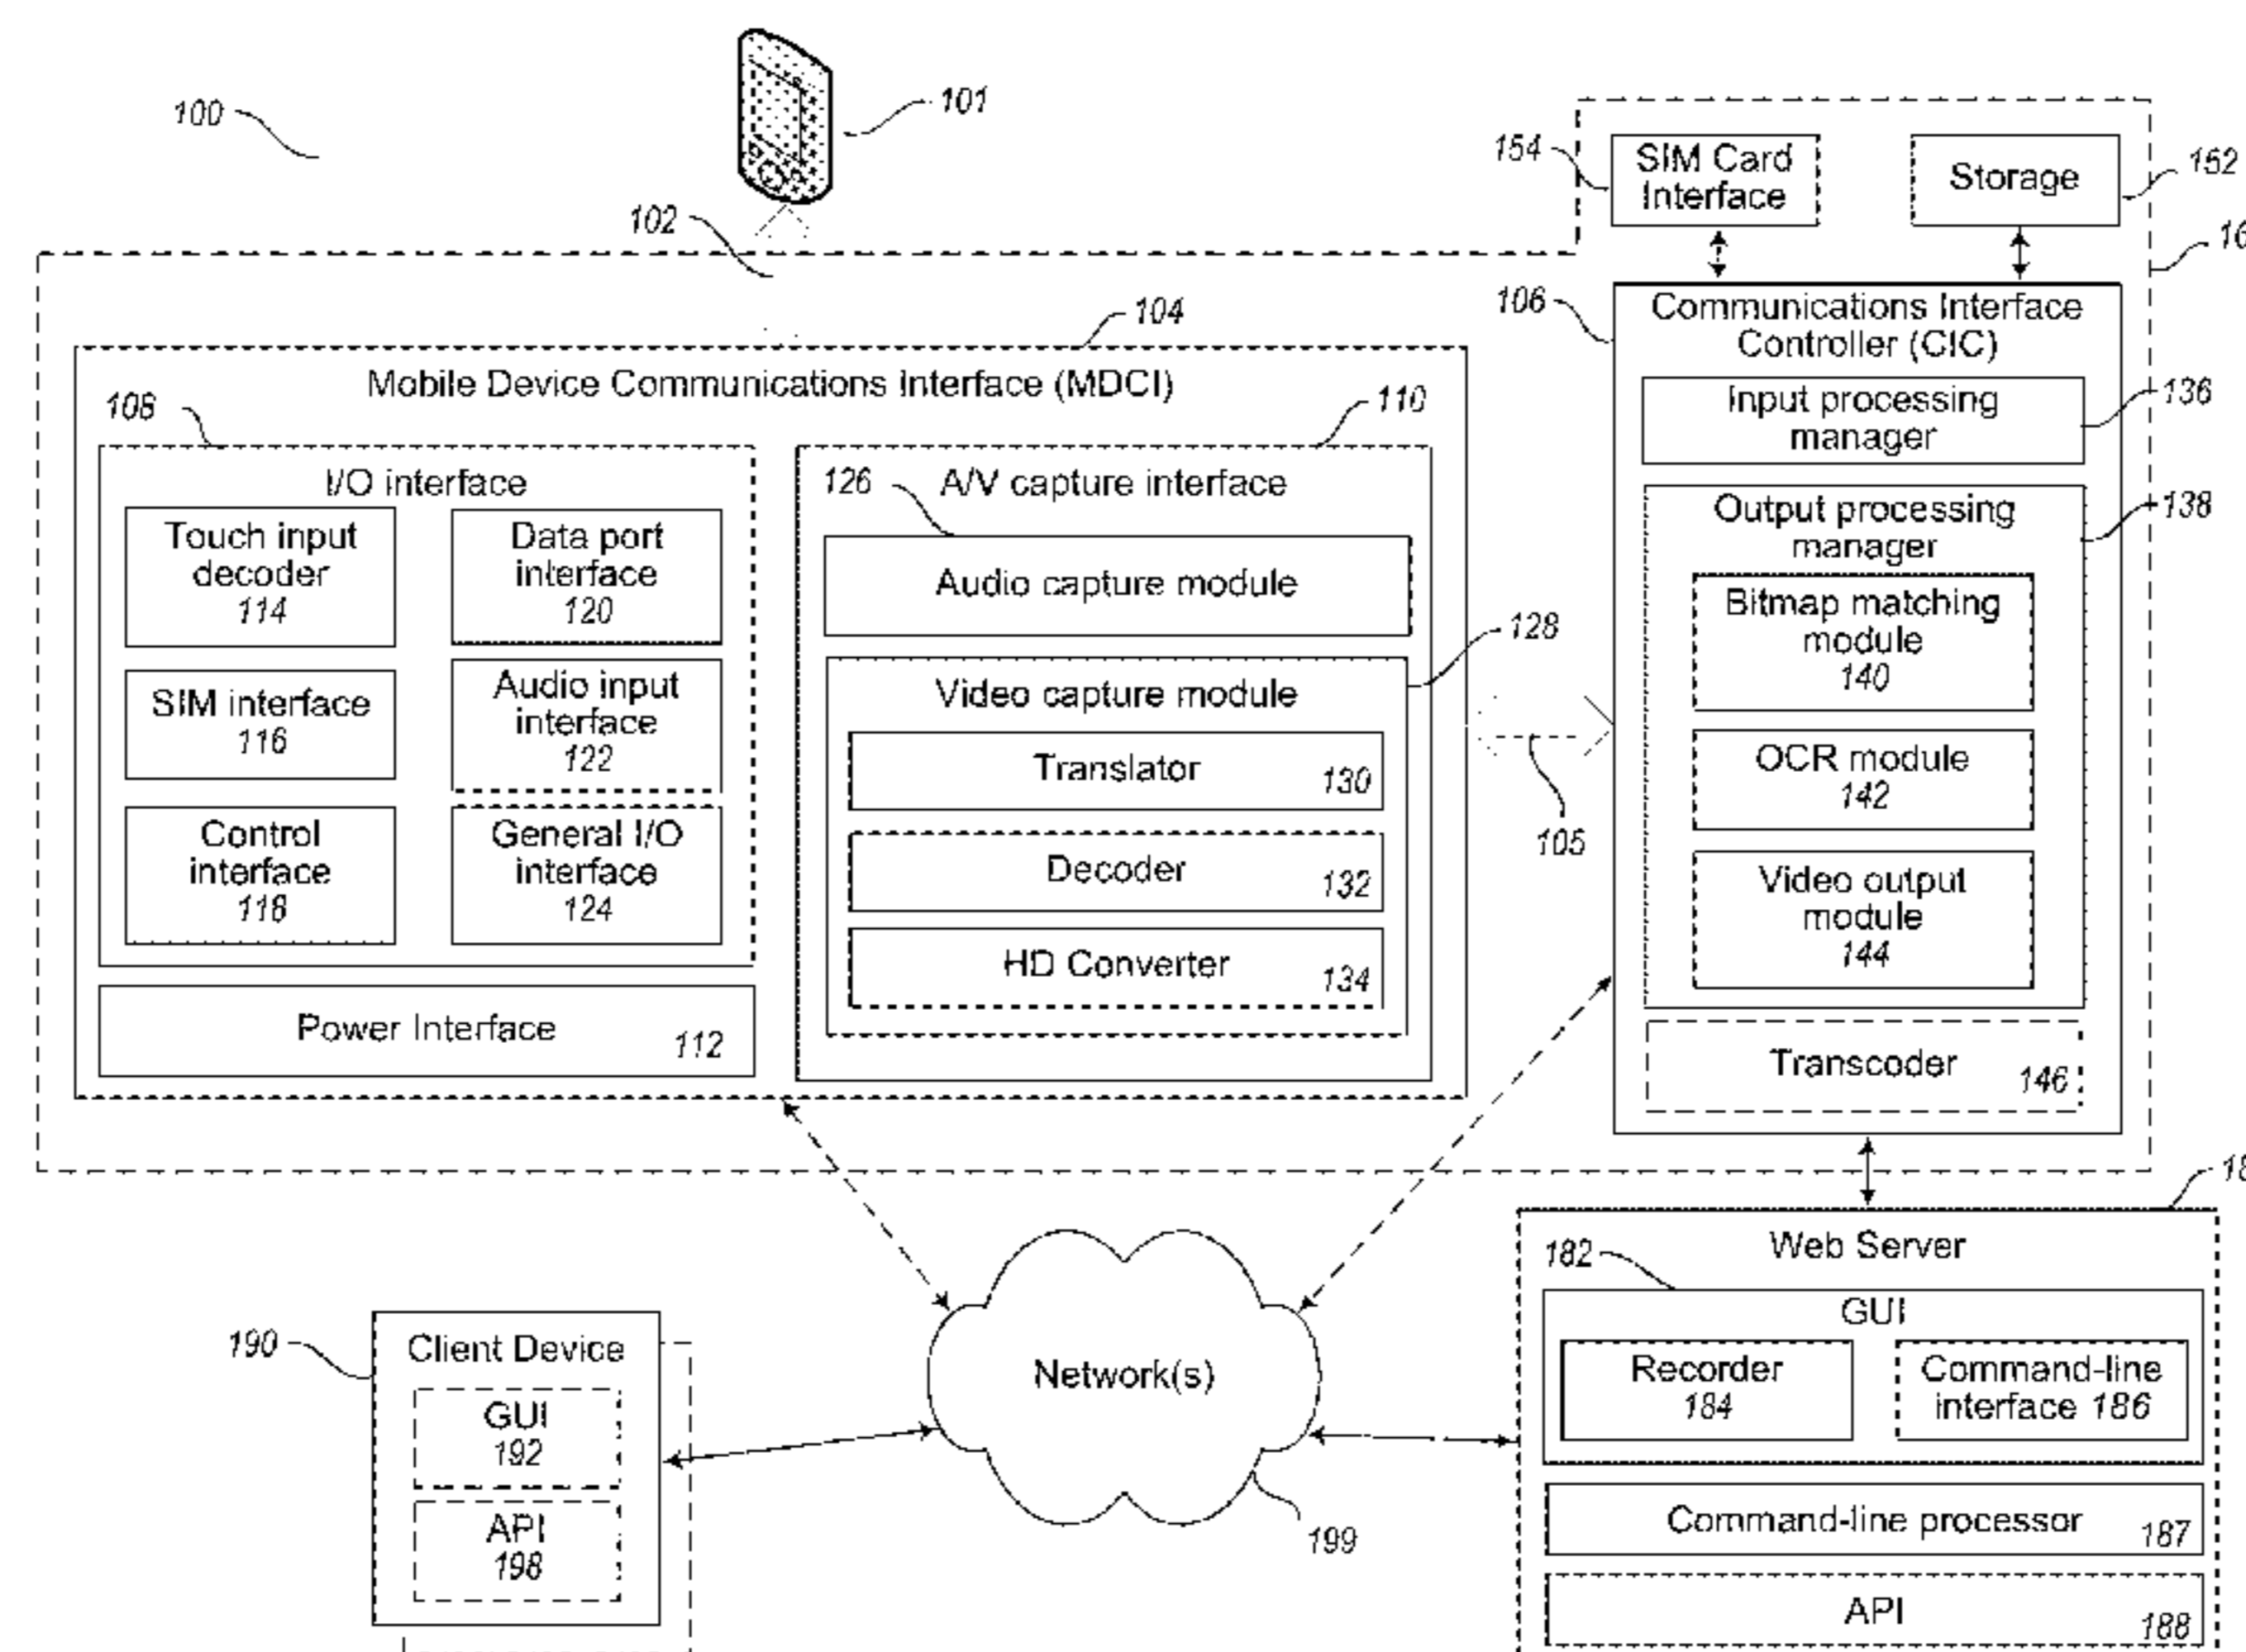 100
101
102
154
SIM Card
Interface
Storage
152
16
104
Mobile Device Communications Interface (MDCI)
108
I/O interface
Touch input
decoder
114
Data port
interface
120
SIM interface
116
Audio input
interface
122
Control
interface
118
General I/O
interface
124
Power Interface
112
110
126
A/V capture interface
Audio capture module
128
Video capture module
Translator
130
Decoder
132
HD Converter
134
105
106
Communications Interface
Controller (CIC)
Input processing
manager
136
Output processing
manager
138
Bitmap matching
module
140
OCR module
142
Video output
module
144
Transcoder
146
18
Web Server
182
GUI
Recorder
184
Command-line
interface 186
Command-line processor
187
API
188
190
Client Device
GUI
192
API
198
Network(s)
199